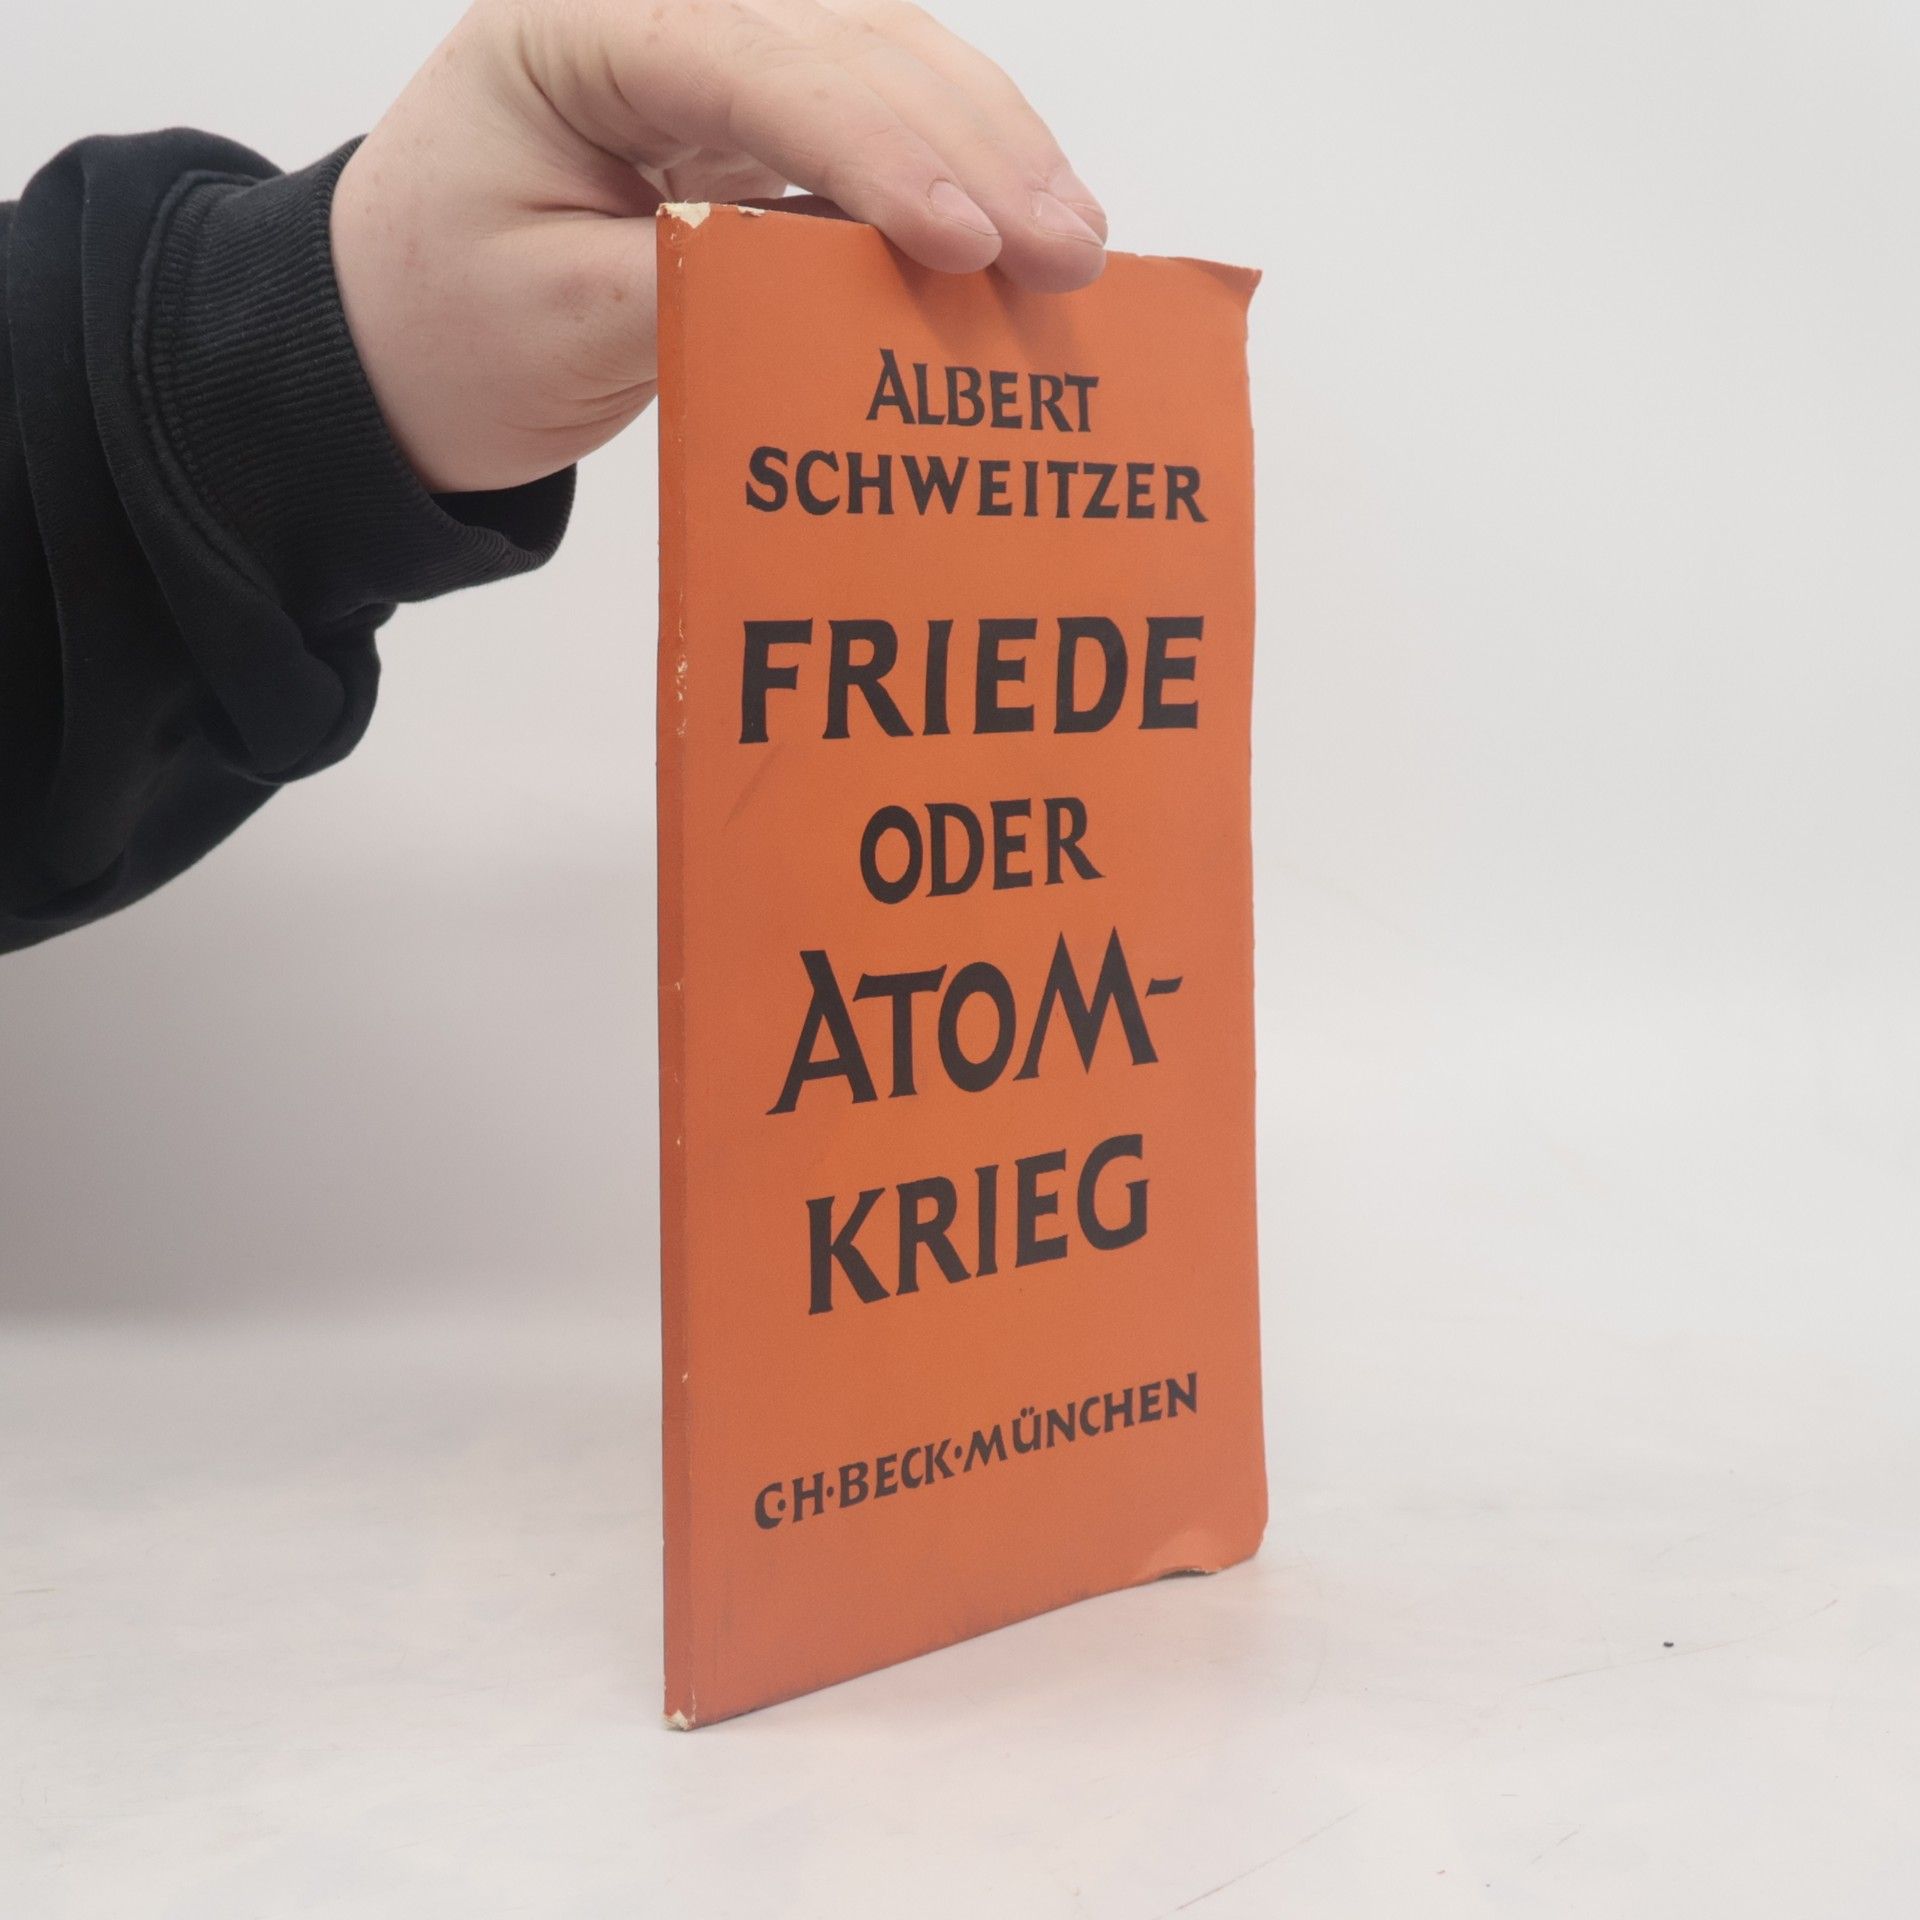 ALBERT
SCHWEITZER
FRIEDE
ODER
ATOM-
KRIEG
C·H·BECK·MÜNCHEN